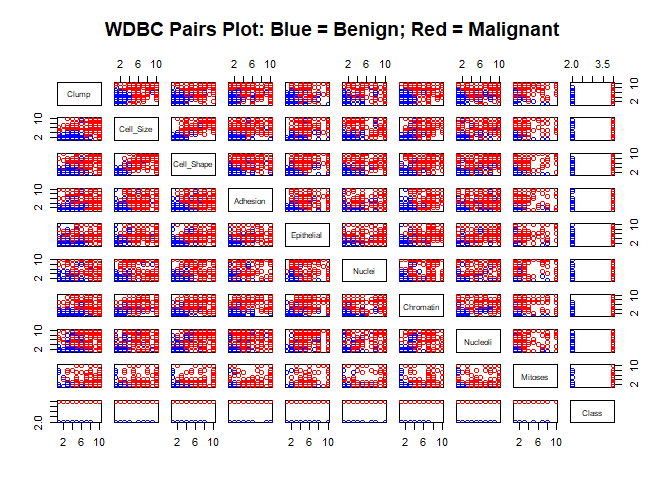 WDBC Pairs Plot: Blue = Benign; Red = Malignant
2 6 10 2 6 10 2 6 10 2 6 10 2.0 3.5
Clump
2 10
2 10
Cell_Size
Cell_Shape
2 10
2 10
Adhesion
Epithelial
2 10
2 10
Nuclei
Chromatin
2 10
2 10
Nucleoli
Mitoses
2 10
2.0
Class
2 6 10 2 6 10 2 6 10 2 6 10 2 6 10